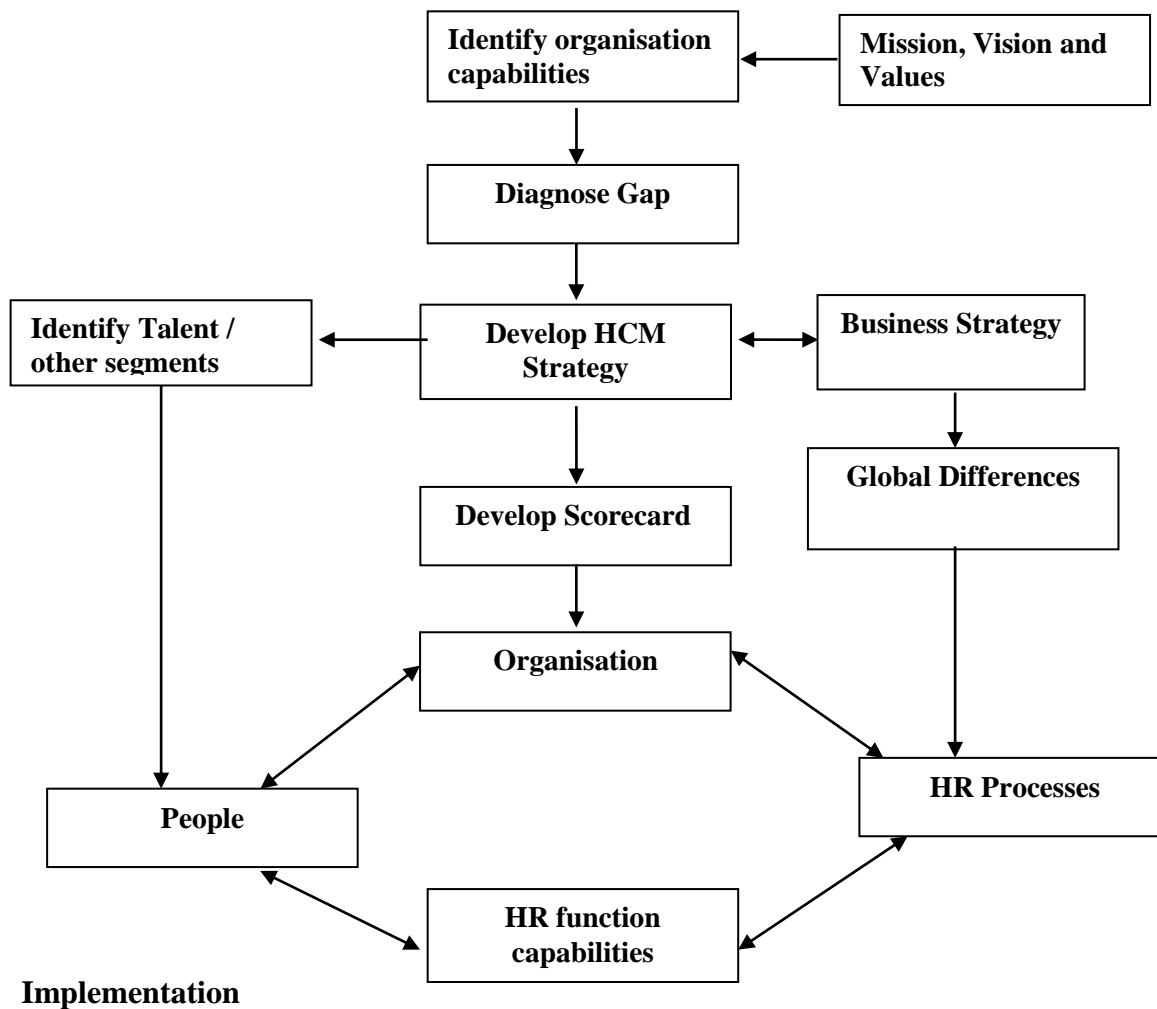 Identify organisation
capabilities
Mission, Vision and
Values
Diagnose Gap
Identify Talent /
other segments
Develop HCM
Strategy
Business Strategy
Global Differences
Develop Scorecard
Organisation
HR Processes
People
HR function
capabilities
Implementation